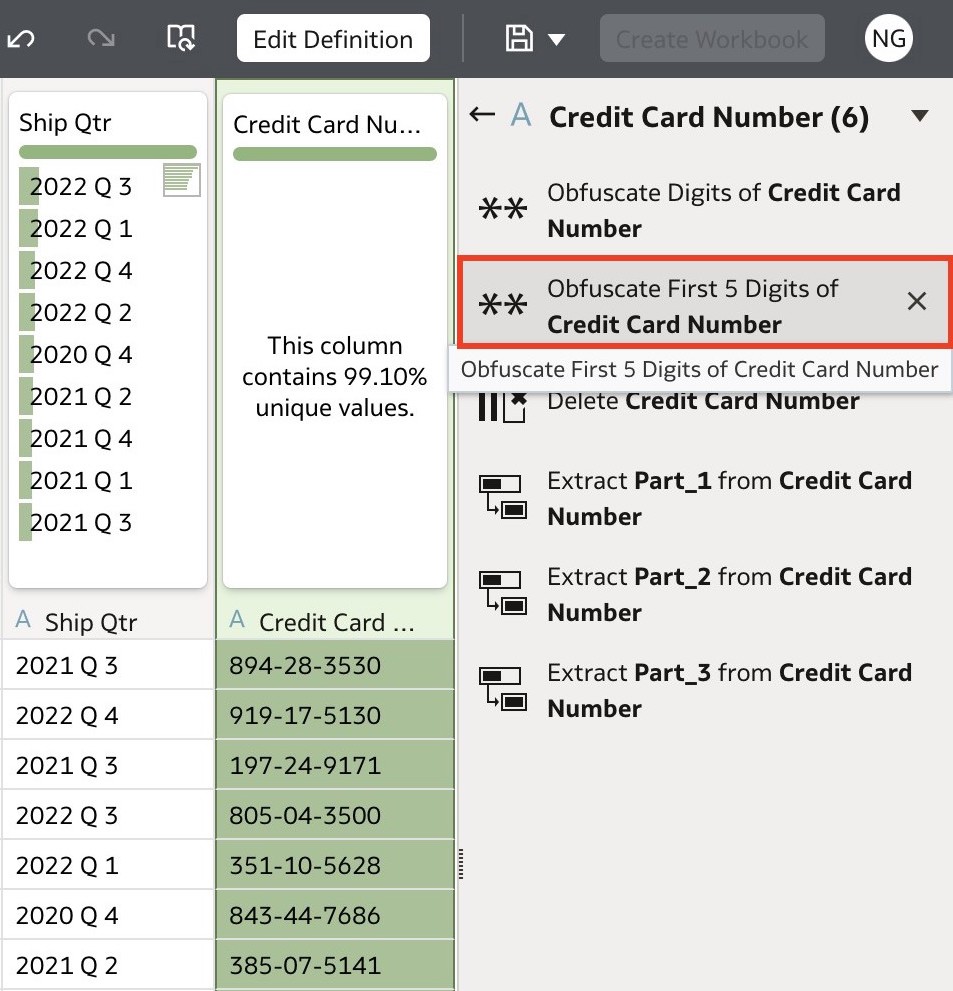 Edit Definition
Create Workbook
NG
Ship Qtr
2022 Q 3
2022 Q 1
2022 Q 4
2022 Q 2
2020 Q 4
2021 Q 2
2021 Q 4
2021 Q 1
2021 Q 3
Credit Card Nu...
This column
contains 99.10%
unique values.
A Ship Qtr
A Credit Card ...
2021 Q 3
894-28-3530
2022 Q 4
919-17-5130
2021 Q 3
197-24-9171
2022 Q 3
805-04-3500
2022 Q 1
351-10-5628
2020 Q 4
843-44-7686
2021 Q 2
385-07-5141
A Credit Card Number (6)
** Obfuscate Digits of Credit Card
Number
** Obfuscate First 5 Digits of
Credit Card Number
Obfuscate First 5 Digits of Credit Card Number
Delete Credit Card Number
Extract Part_1 from Credit Card
Number
Extract Part_2 from Credit Card
Number
Extract Part_3 from Credit Card
Number